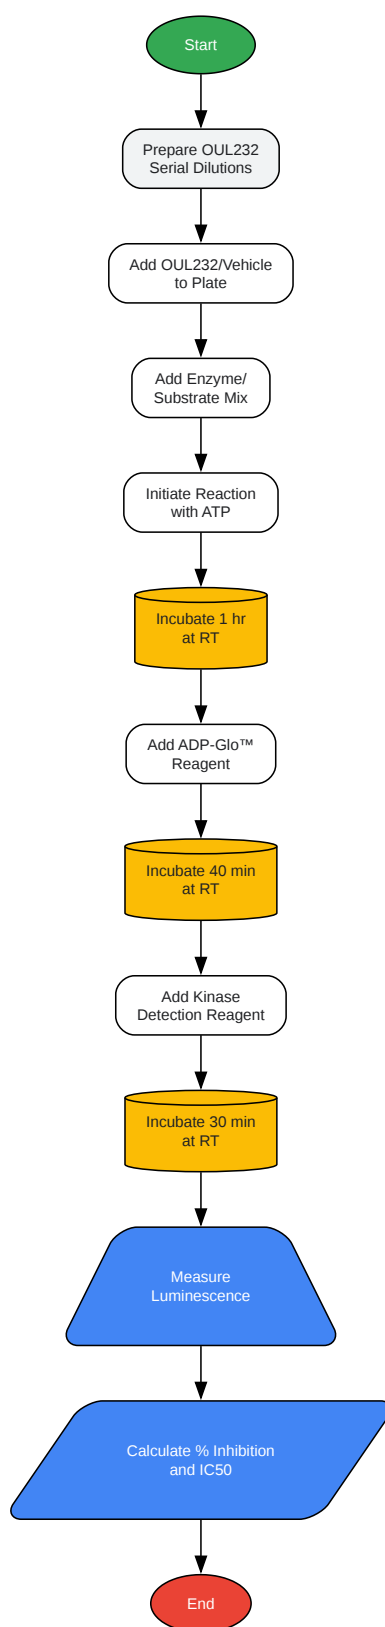 Start
Prepare OUL232
Serial Dilutions
Add OUL232/Vehicle
to Plate
Add Enzyme/
Substrate Mix
Initiate Reaction
with ATP
Incubate 1 hr
at RT
Add ADP-Glo™
Reagent
Incubate 40 min
at RT
Add Kinase
Detection Reagent
Incubate 30 min
at RT
Measure
Luminescence
Calculate % Inhibition
and IC50
End